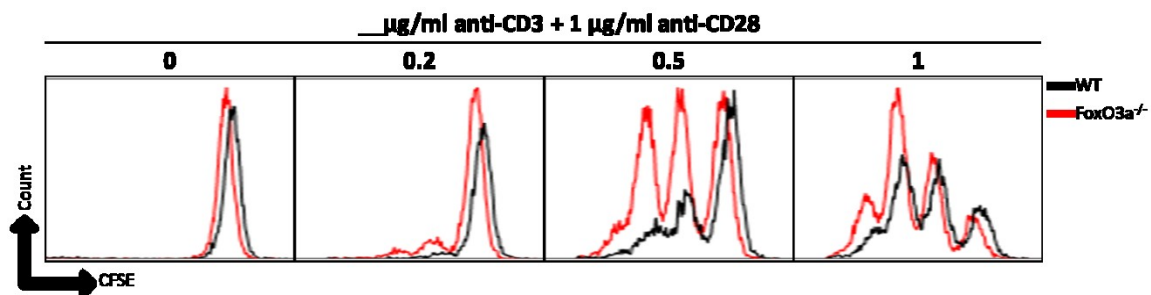 __µg/ml anti-CD3 + 1 µg/ml anti-CD28
0 0.2 0.5 1
WT
FoxO3a-/-
Count
CFSE